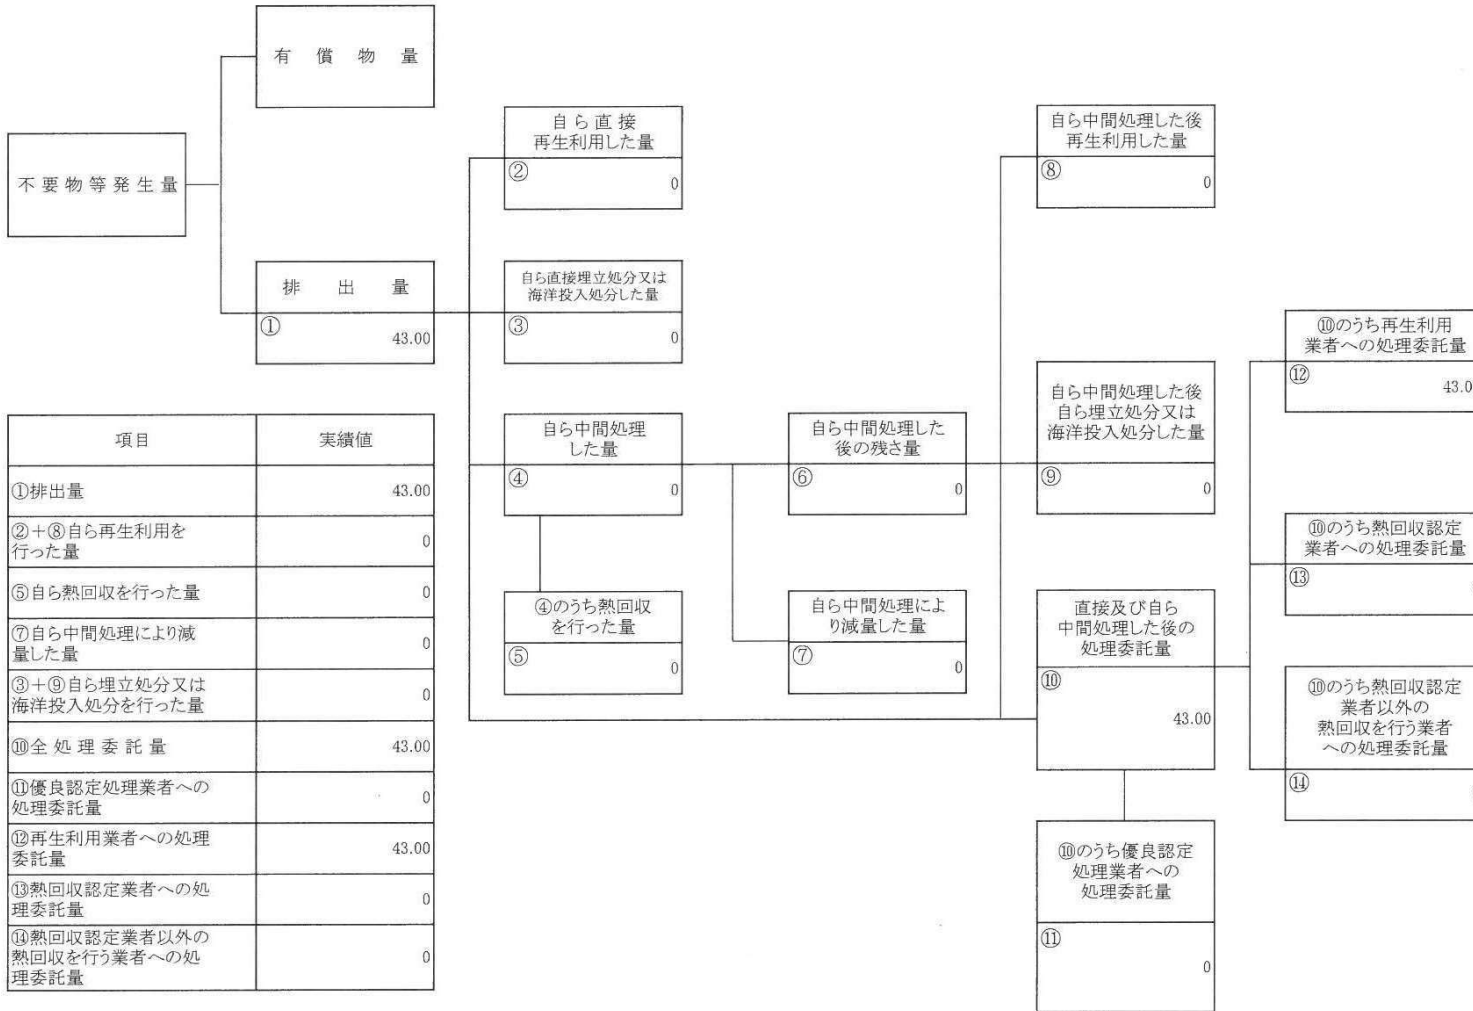 有償物量
不要物等発生量
排出量
①
43.00
自ら直接
再生利用した量
②
0
自ら直接埋立処分又は
海洋投入処分した量
③
0
自ら中間処理
した量
④
0
④のうち熱回収
を行った量
⑤
0
自ら中間処理した
後の残さ量
⑥
0
自ら中間処理によ
り減量した量
⑦
0
自ら中間処理した後
再生利用した量
⑧
0
自ら中間処理した後
自ら埋立処分又は
海洋投入処分した量
⑨
0
直接及び自ら
中間処理した後の
処理委託量
⑩
43.00
⑩のうち優良認定
処理業者への
処理委託量
⑪
0
⑩のうち再生利用
業者への処理委託量
⑫
43.0
⑩のうち熱回収認定
業者への処理委託量
⑬
⑩のうち熱回収認定
業者以外の
熱回収を行う業者
への処理委託量
⑭
項目 実績値
①排出量 43.00
②+⑧自ら再生利用を
行った量 0
⑤自ら熱回収を行った量 0
⑦自ら中間処理により減
量した量 0
③+⑨自ら埋立処分又は
海洋投入処分を行った量 0
⑩全処理委託量 43.00
⑪優良認定処理業者への
処理委託量 0
⑫再生利用業者への処理
委託量 43.00
⑬熱回収認定業者への処
理委託量 0
⑭熱回収認定業者以外の
熱回収を行う業者への処
理委託量 0